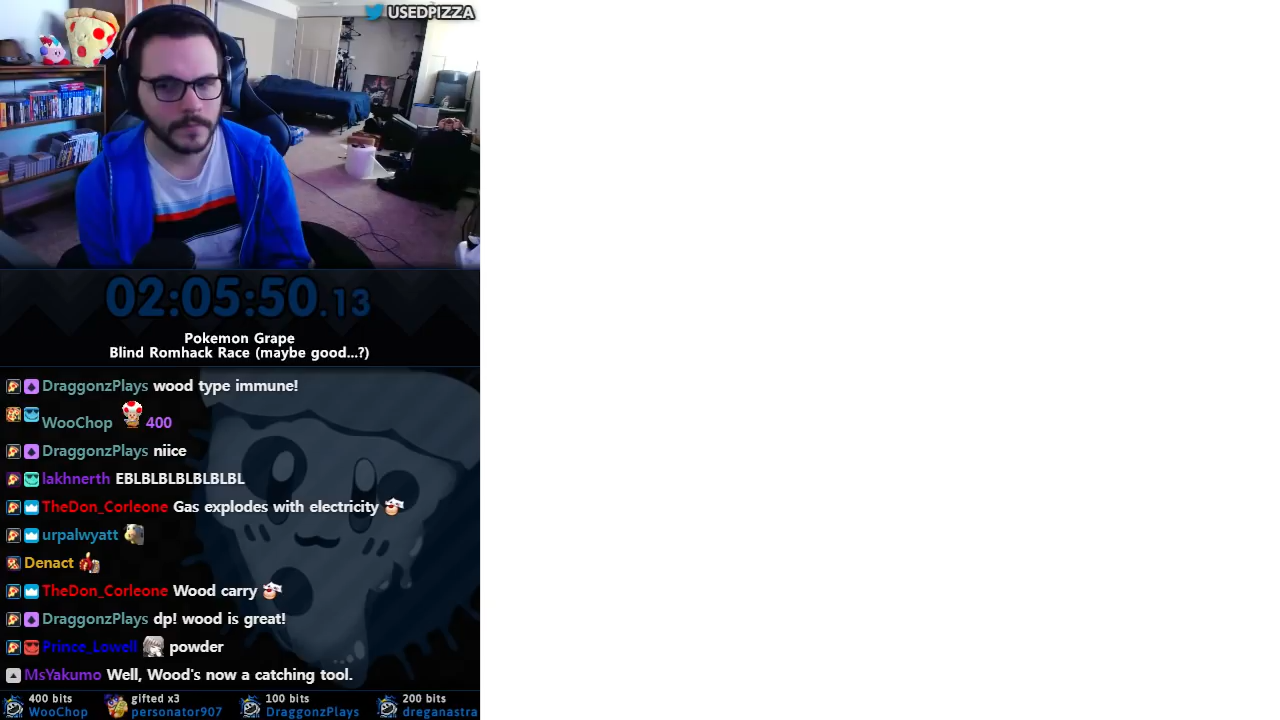 USEDPIZZA
02:05:50.13
Pokemon Grape
Blind Romhack Race (maybe good...?)
DraggonzPlays wood type immune!
WooChop 400
DraggonzPlays niice
lakhnerth EBLBLBLBLBLBLBL
TheDon_Corleone Gas explodes with electricity
urpalwyatt
Denact
TheDon_Corleone Wood carry
DraggonzPlays dp! wood is great!
Prince_Lowell powder
MsYakumo Well, Wood's now a catching tool.
400 bits gifted x3 100 bits 200 bits
WooChop personator907 DraggonzPlays dreganastra